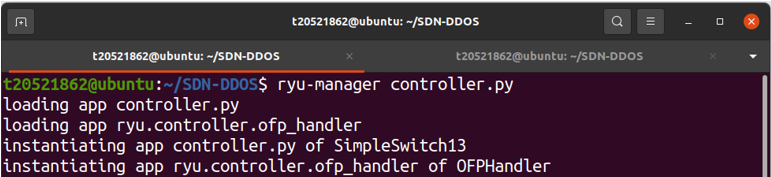 t20521862@ubuntu: ~/SDN-DDOS
t20521862@ubuntu: ~/SDN-DDOS
t20521862@ubuntu: ~/SDN-DDOS
t20521862@ubuntu:~/SDN-DDOS$ ryu-manager controller.py
loading app controller.py
loading app ryu.controller.ofp_handler
instantiating app controller.py of SimpleSwitch13
instantiating app ryu.controller.ofp_handler of OFPHandler